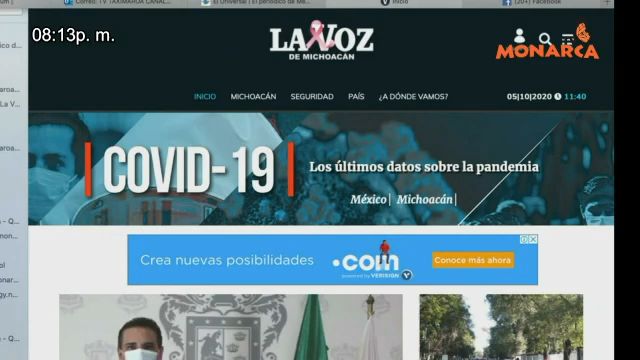 Correo: TV TAXIMAROA CANAL...
El Universal | El periódico de Mé...
Inicio
(20+) Facebook
08:13p. m.
LA VOZ
DE MICHOACÁN
MONARCA
INICIO MICHOACÁN SEGURIDAD PAÍS ¿A DÓNDE VAMOS? 05|10|2020 11:40
COVID-19
Los últimos datos sobre la pandemia
México | Michoacán |
Crea nuevas posibilidades .com Conoce más ahora
powered by VERISIGN